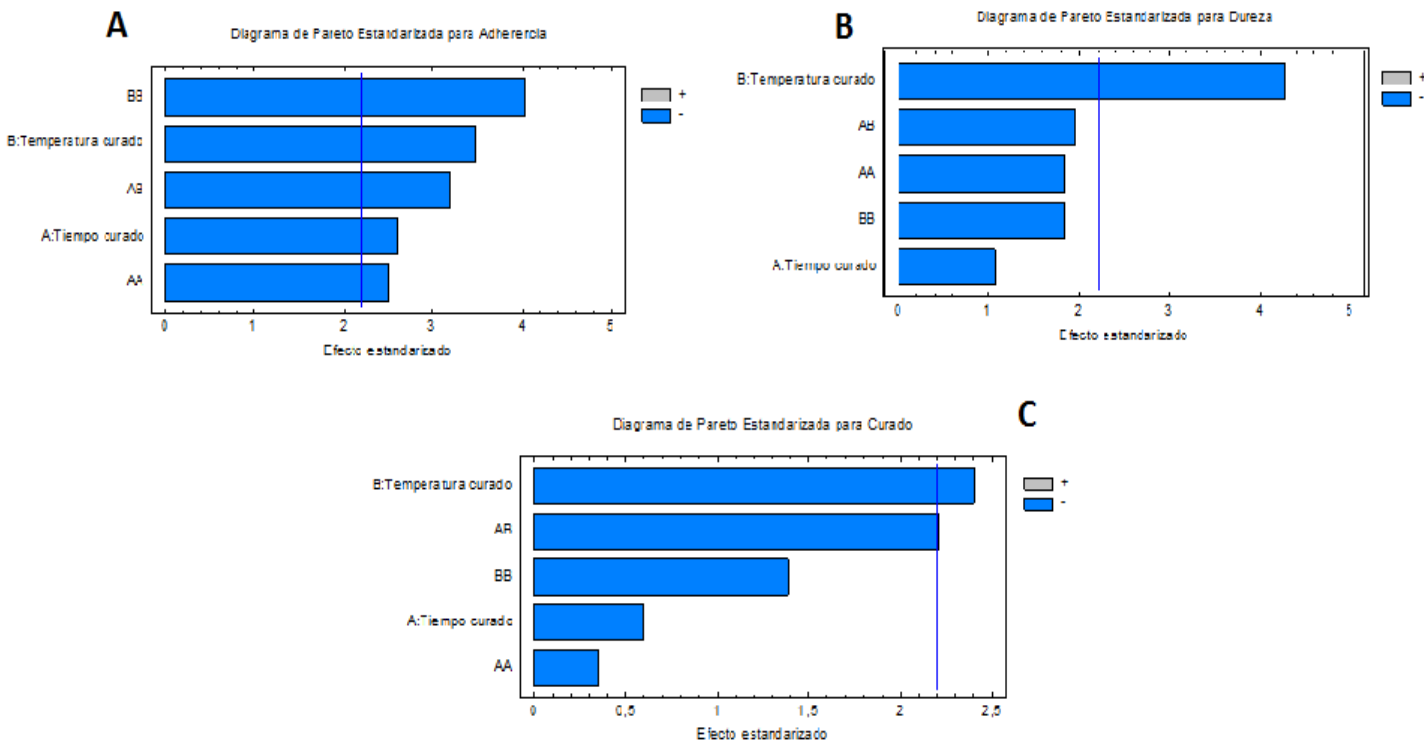 A
Diagrama de Pareto Estandarizada para Adherencia
BB
B:Temperatura curado
AB
A:Tiempo curado
AA
+
-
0 1 2 3 4 5
Efecto estandarizado
B
Diagrama de Pareto Estandarizada para Dureza
B:Temperatura curado
AB
AA
BB
A:Tiempo curado
+
-
0 1 2 3 4 5
Efecto estandarizado
C
Diagrama de Pareto Estandarizada para Curado
B:Temperatura curado
AB
BB
A:Tiempo curado
AA
+
-
0 0,5 1 1,5 2 2,5
Efecto estandarizado